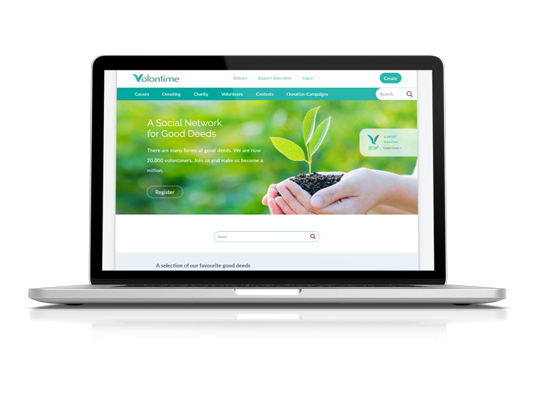 Volontime
Articles Support Volontime Log in
Create
Causes Donating Charity Volunteers Contests Donation Campaigns
Search
A Social Network
for Good Deeds
There are many forms of good deeds. We are now
20,000 volontimers. Join us and make us become a
million.
Register
Search
A selection of our favourite good deeds